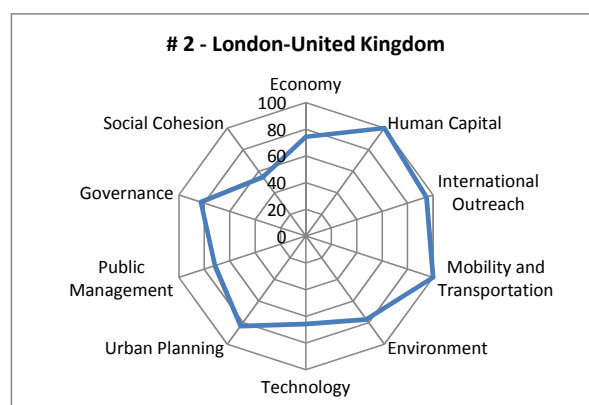 # 2 - London-United Kingdom
Economy
100
80
60
40
20
0
Human Capital
International
Outreach
Mobility and
Transportation
Environment
Technology
Urban Planning
Public
Management
Governance
Social Cohesion